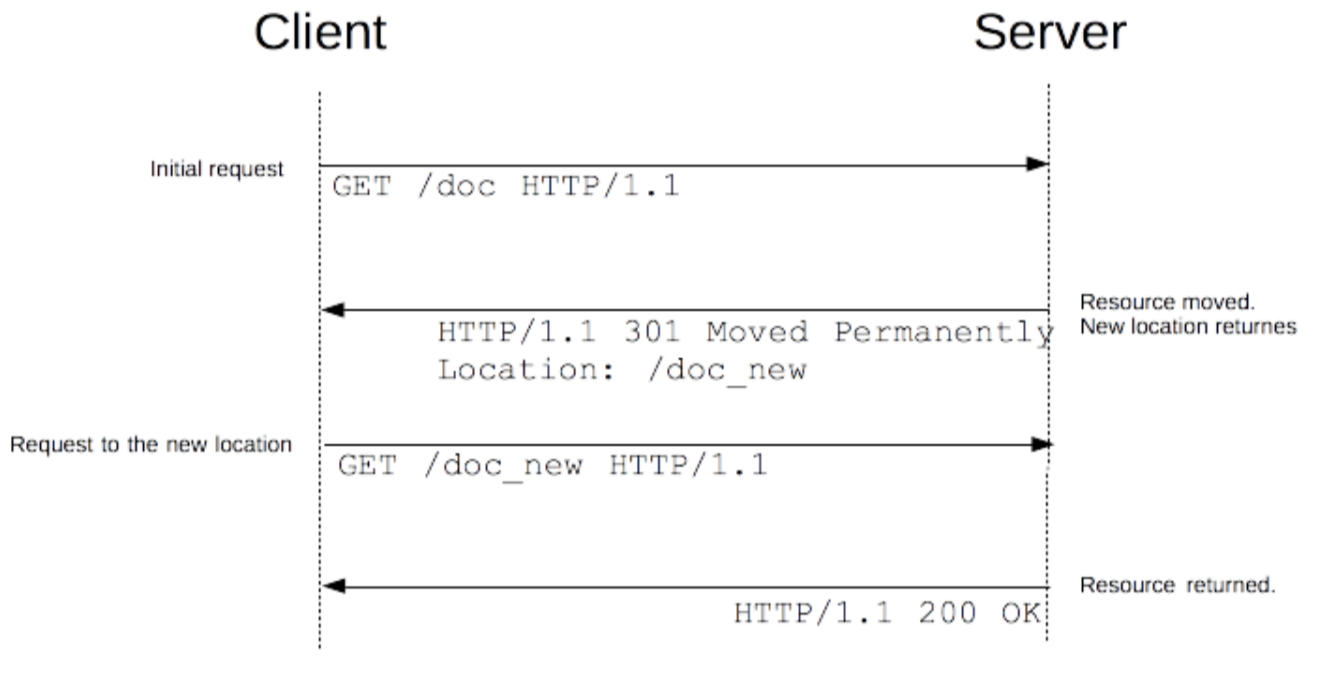 Client
Server
Initial request
GET /doc HTTP/1.1
Resource moved.
New location returnes
HTTP/1.1 301 Moved Permanently
Location: /doc_new
Request to the new location
GET /doc_new HTTP/1.1
Resource returned.
HTTP/1.1 200 OK